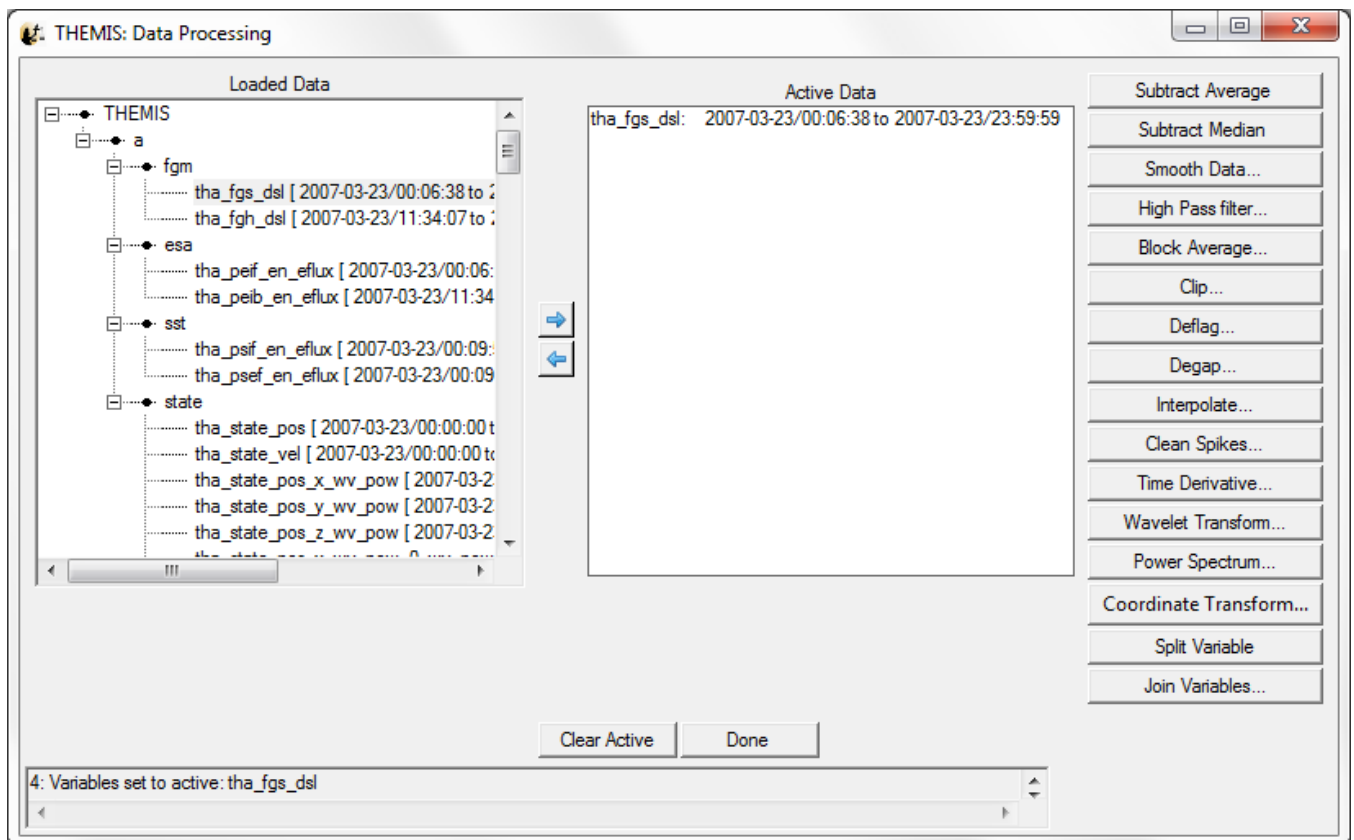 THEMIS: Data Processing
Loaded Data
THEMIS
a
fgm
tha_fgs_dsl [ 2007-03-23/00:06:38 to 2
tha_fgh_dsl [ 2007-03-23/11:34:07 to 2
esa
tha_peif_en_eflux [ 2007-03-23/00:06:
tha_peib_en_eflux [ 2007-03-23/11:34
sst
tha_psif_en_eflux [ 2007-03-23/00:09:
tha_psef_en_eflux [ 2007-03-23/00:09
state
tha_state_pos [ 2007-03-23/00:00:00 t
tha_state_vel [ 2007-03-23/00:00:00 to
tha_state_pos_x_wv_pow [ 2007-03-2
tha_state_pos_y_wv_pow [ 2007-03-2
tha_state_pos_z_wv_pow [ 2007-03-2
Active Data
tha_fgs_dsl: 2007-03-23/00:06:38 to 2007-03-23/23:59:59
Subtract Average
Subtract Median
Smooth Data...
High Pass filter...
Block Average...
Clip...
Deflag...
Degap...
Interpolate...
Clean Spikes...
Time Derivative...
Wavelet Transform...
Power Spectrum...
Coordinate Transform...
Split Variable
Join Variables...
Clear Active
Done
4: Variables set to active: tha_fgs_dsl